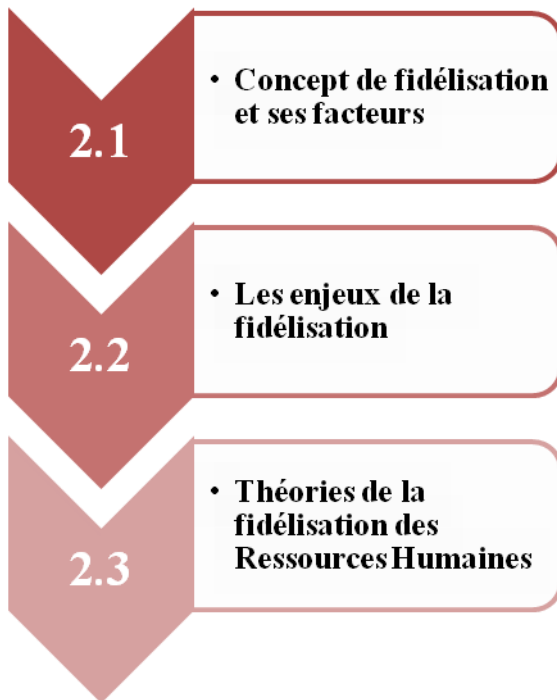 2.1
• Concept de fidélisation
et ses facteurs
2.2
• Les enjeux de la
fidélisation
2.3
• Théories de la
fidélisation des
Ressources Humaines